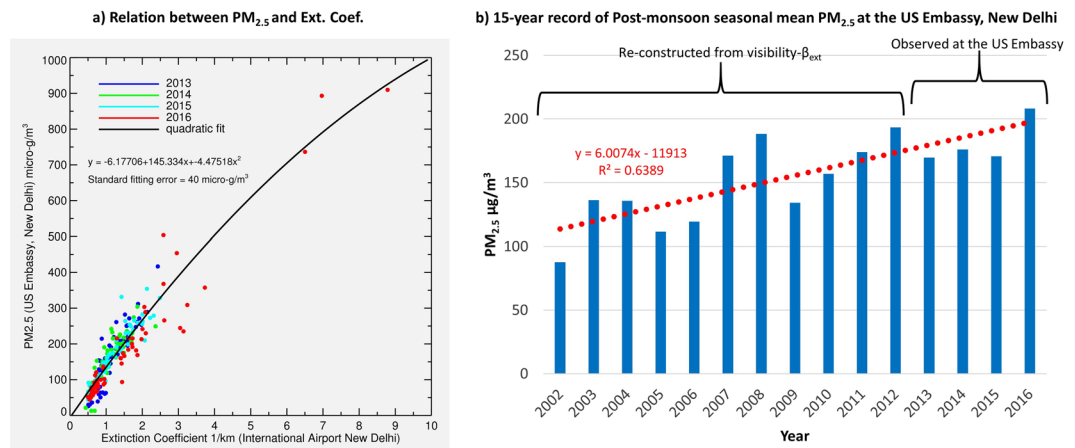 a) Relation between PM2.5 and Ext. Coef.
1000
900
800
700
600
500
400
300
200
100
0
PM2.5 (US Embassy, New Delhi) micro-g/m³
2013
2014
2015
2016
quadratic fit
y = -6.17706+145.334x+-4.47518x²
Standard fitting error = 40 micro-g/m³
0 1 2 3 4 5 6 7 8 9 10
Extinction Coefficient 1/km (International Airport New Delhi)
b) 15-year record of Post-monsoon seasonal mean PM2.5 at the US Embassy, New Delhi
250
200
150
100
50
0
PM2.5 µg/m³
Re-constructed from visibility-βext
Observed at the US Embassy
y = 6.0074x - 11913
R² = 0.6389
2002 2003 2004 2005 2006 2007 2008 2009 2010 2011 2012 2013 2014 2015 2016
Year